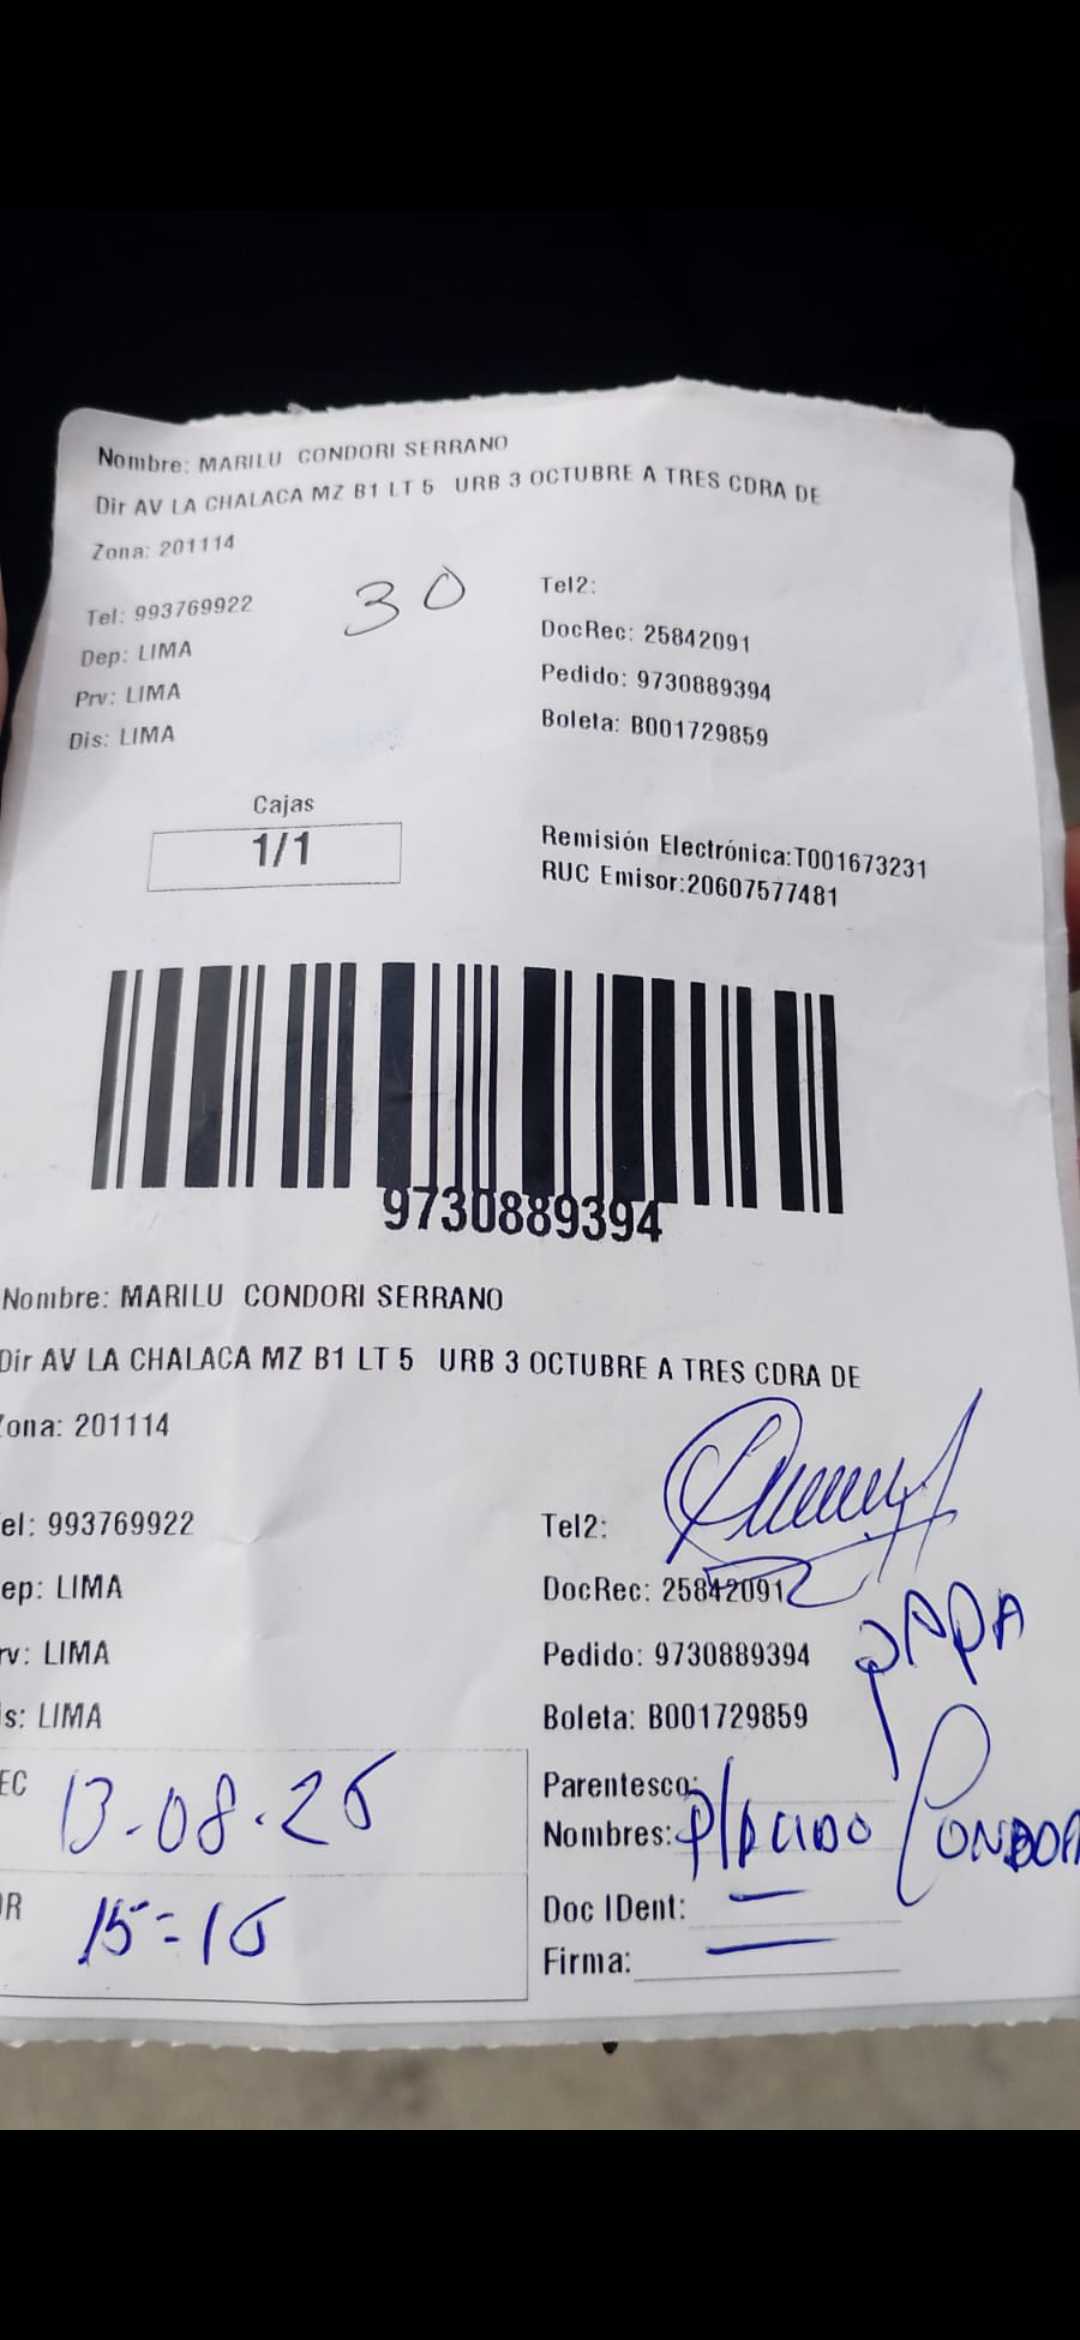 Nombre: MARILU CONDORI SERRANO
Dir AV LA CHALACA MZ B1 LT 5 URB 3 OCTUBRE A TRES CDRA DE
Zona: 201114
30
Tel: 993769922
Tel2:
Dep: LIMA
DocRec: 25842091
Prv: LIMA
Pedido: 9730889394
Dis: LIMA
Boleta: B001729859
Cajas
1/1
Remisión Electrónica:T001673231
RUC Emisor:20607577481
9730889394
Nombre: MARILU CONDORI SERRANO
Dir AV LA CHALACA MZ B1 LT 5 URB 3 OCTUBRE A TRES CDRA DE
Zona: 201114
el: 993769922
Tel2:
ep: LIMA
DocRec: 25842091
rv: LIMA
Pedido: 9730889394
PAPA
is: LIMA
Boleta: B001729859
EC 13-08-25
Parentesco:
Nombres: PlACIDO CONDOR
OR 15=15
Doc IDent: —
Firma: —